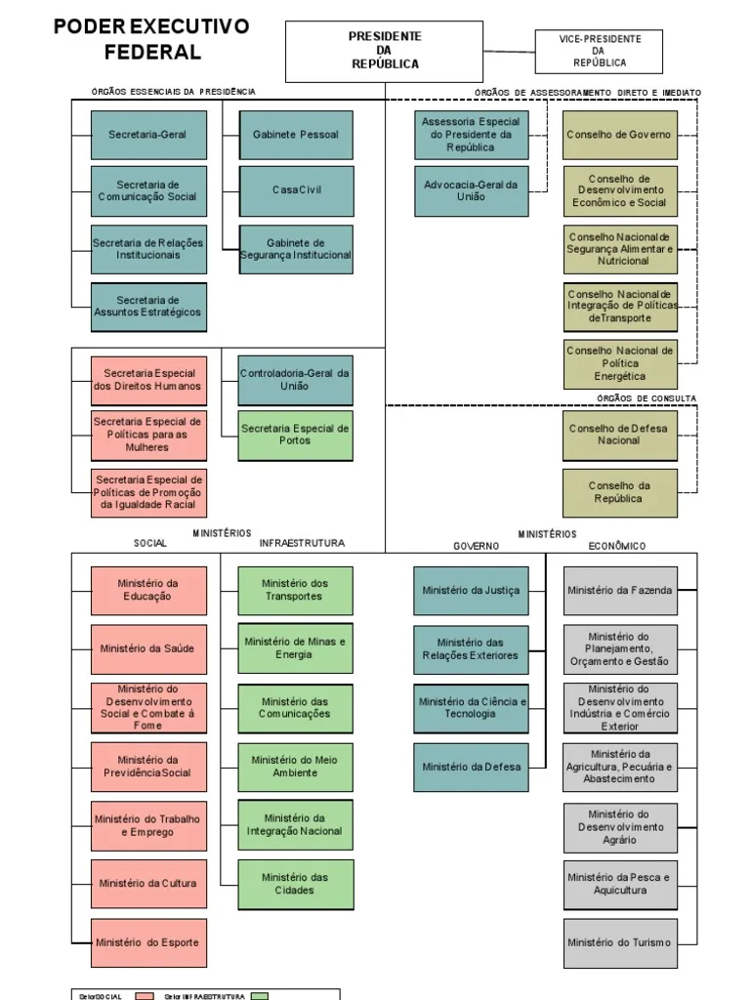 PODER EXECUTIVO
FEDERAL
PRESIDENTE
DA
REPÚBLICA
VICE-PRESIDENTE
DA
REPÚBLICA
ÓRGÃOS ESSENCIAIS DA PRESIDÊNCIA
ÓRGÃOS DE ASSESSORAMENTO DIRETO E IMEDIATO
Secretaria-Geral
Gabinete Pessoal
Assessoria Especial
do Presidente da
República
Conselho de Governo
Secretaria de
Comunicação Social
Casa Civil
Advocacia-Geral da
União
Conselho de
Desenvolvimento
Econômico e Social
Secretaria de Relações
Institucionais
Gabinete de
Segurança Institucional
Conselho Nacional de
Segurança Alimentar e
Nutricional
Secretaria de
Assuntos Estratégicos
Conselho Nacional de
Integração de Políticas
de Transporte
Conselho Nacional de
Política
Energética
Secretaria Especial
dos Direitos Humanos
Controladoria-Geral da
União
ÓRGÃOS DE CONSULTA
Secretaria Especial de
Políticas para as
Mulheres
Secretaria Especial de
Portos
Conselho de Defesa
Nacional
Secretaria Especial de
Políticas de Promoção
da Igualdade Racial
Conselho da
República
MINISTÉRIOS
SOCIAL
INFRAESTRUTURA
MINISTÉRIOS
GOVERNO
ECONÔMICO
Ministério da
Educação
Ministério dos
Transportes
Ministério da Justiça
Ministério da Fazenda
Ministério da Saúde
Ministério de Minas e
Energia
Ministério das
Relações Exteriores
Ministério do
Planejamento,
Orçamento e Gestão
Ministério do
Desenvolvimento
Social e Combate á
Fome
Ministério das
Comunicações
Ministério da Ciência e
Tecnologia
Ministério do
Desenvolvimento
Indústria e Comércio
Exterior
Ministério da
Previdência Social
Ministério do Meio
Ambiente
Ministério da Defesa
Ministério da
Agricultura, Pecuária e
Abastecimento
Ministério do Trabalho
e Emprego
Ministério da
Integração Nacional
Ministério do
Desenvolvimento
Agrário
Ministério da Cultura
Ministério das
Cidades
Ministério da Pesca e
Aquicultura
Ministério do Esporte
Ministério do Turismo
Setor SOCIAL
Setor INFRAESTRUTURA